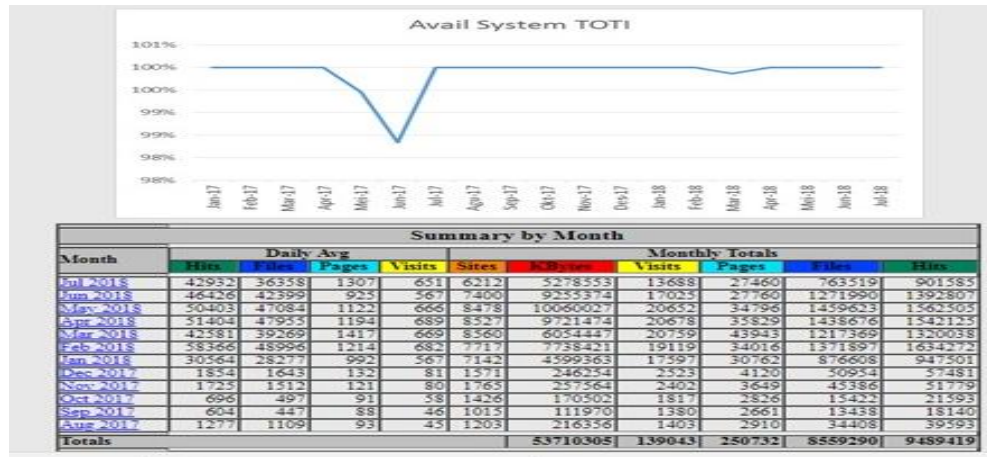 Avail System TOTI
101%
100%
100%
99%
99%
98%
98%
Jan-17 Feb-17 Mar-17 Apr-17 Mei-17 Jun-17 Jul-17 Agu-17 Sep-17 Okt-17 Nov-17 Des-17 Jan-18 Feb-18 Mar-18 Apr-18 Mei-18 Jun-18 Jul-18
Summary by Month
Month Daily Avg Monthly Totals
Hits Files Pages Visits Sites KBytes Visits Pages Files Hits
Jul 2018 42932 36358 1307 651 6212 5278553 13688 27460 763519 901585
Jun 2018 46426 42399 925 567 7400 9255374 17025 27760 1271990 1392807
May 2018 50403 47084 1122 666 8478 10060027 20652 34796 1459623 1562505
Apr 2018 51404 47955 1194 689 8527 9721474 20678 35829 1438676 1542125
Mar 2018 42581 39269 1417 669 8560 6054447 20759 43943 1217369 1320038
Feb 2018 58366 48996 1214 682 7717 7738421 19119 34016 1371897 1634272
Jan 2018 30564 28277 992 567 7142 4599363 17597 30762 876608 947501
Dec 2017 1854 1643 132 81 1571 246254 2523 4120 50954 57481
Nov 2017 1725 1512 121 80 1765 257564 2402 3649 45386 51779
Oct 2017 696 497 91 58 1426 170502 1817 2826 15422 21593
Sep 2017 604 447 88 46 1015 111970 1380 2661 13438 18140
Aug 2017 1277 1109 93 45 1203 216356 1403 2910 34408 39593
Totals 53710305 139043 250732 8559290 9489419